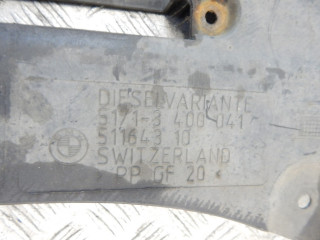 DIESELVARIANTE
5171-3 400 041
511643 10
SWITZERLAND
PP GF 20